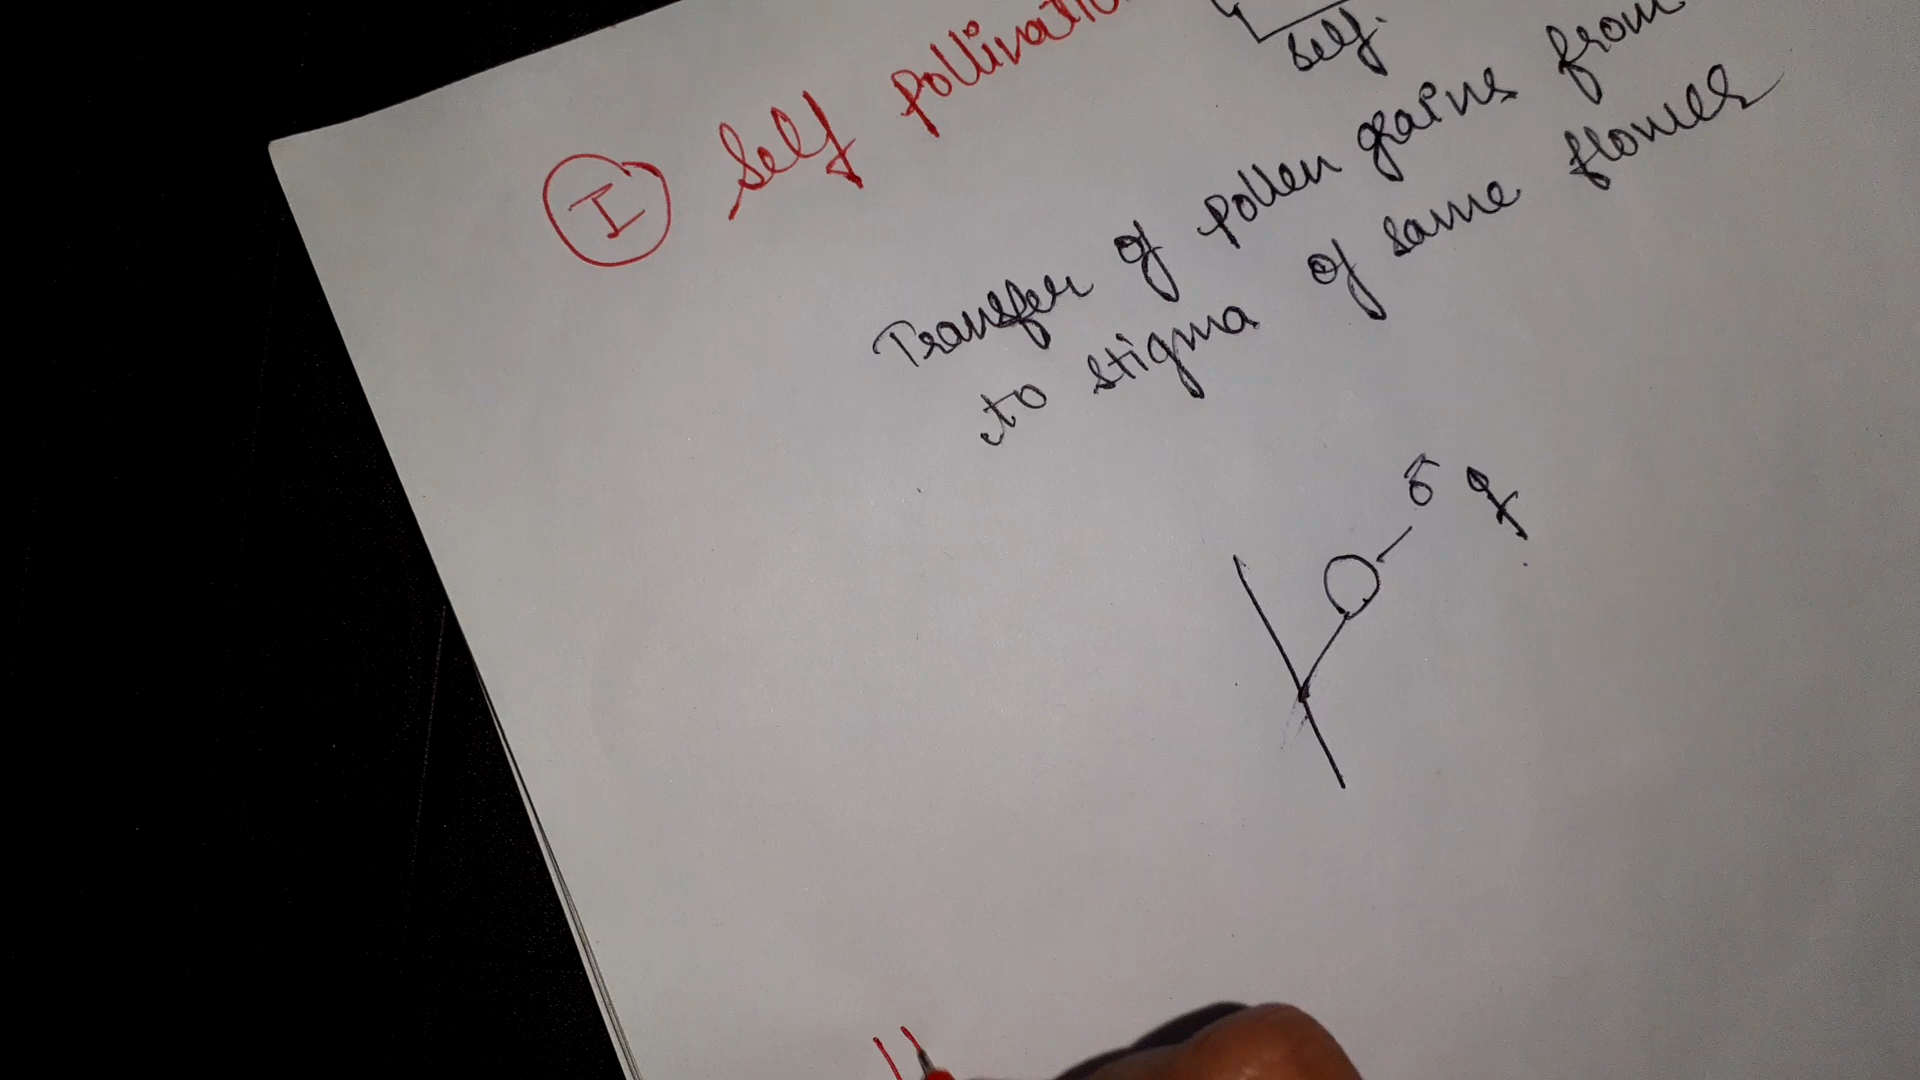 self.
I Self pollinatio
Transfer of pollen grains from
to stigma of same flower